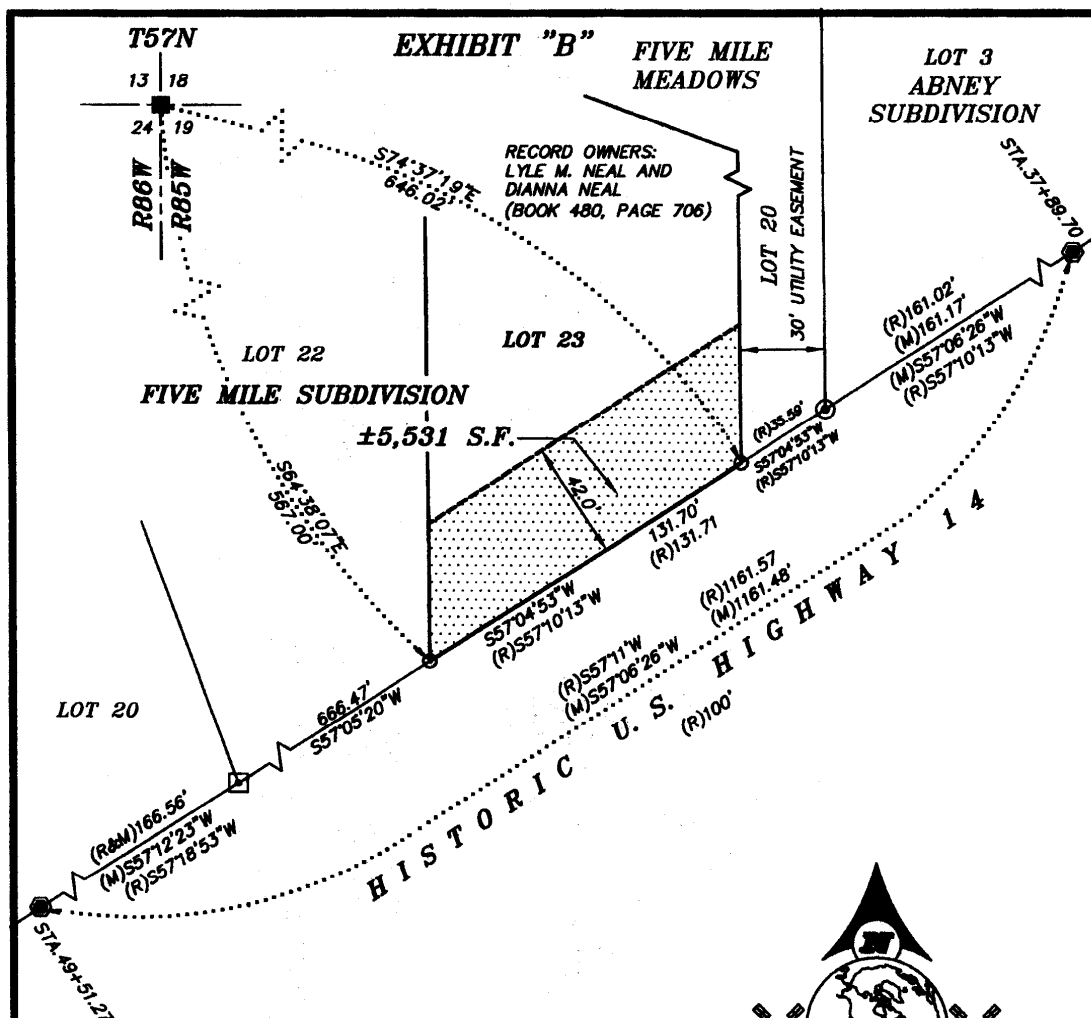 T57N
EXHIBIT "B"
FIVE MILE
MEADOWS
LOT 3
ABNEY
SUBDIVISION
13 18
24 19
R86W
R85W
S74°37'19"E
646.02'
RECORD OWNERS:
LYLE M. NEAL AND
DIANNA NEAL
(BOOK 480, PAGE 706)
LOT 20
30' UTILITY EASEMENT
STA.37+89.70
(R)161.02'
(M)161.17'
(M)S57°06'26"W
(R)S57°10'13"W
LOT 22
LOT 23
FIVE MILE SUBDIVISION
±5,531 S.F.
42.0'
(R)35.59'
S57°04'53"W
(R)S57°10'13"W
S64°38'07"E
567.00'
131.70'
(R)131.71
S57°04'53"W
(R)S57°10'13"W
(R)1161.57
(M)1161.48'
(R)S57°11'W
(M)S57°06'26"W
HISTORIC U.S. HIGHWAY 14
(R)100'
LOT 20
666.47'
S57°05'20"W
(R&M)166.56'
(M)S57°12'23"W
(R)S57°18'53"W
STA.49+51.27
N